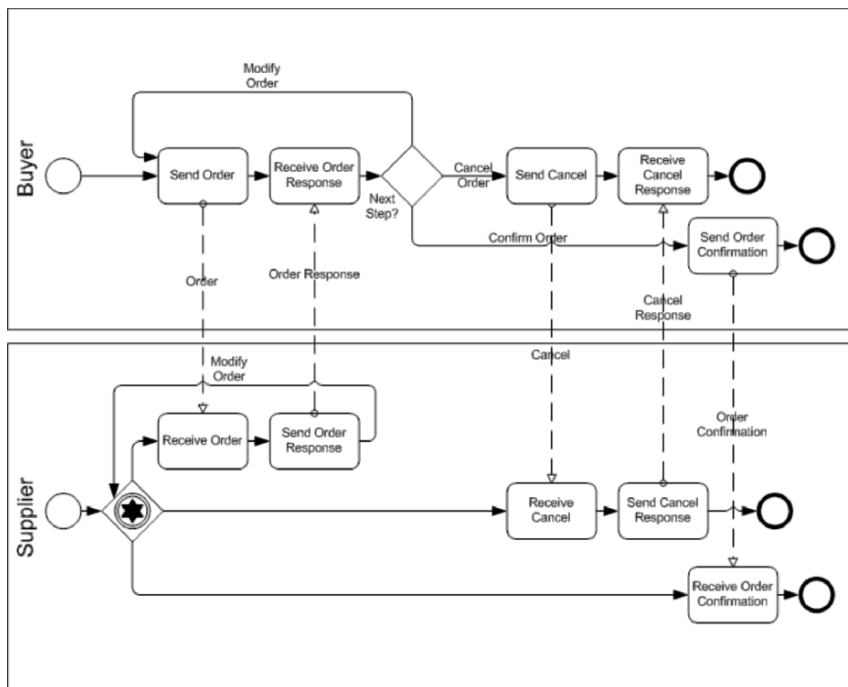 Modify
Order
Buyer
Send Order
Receive Order
Response
Next
Step?
Cancel
Order
Send Cancel
Receive
Cancel
Response
Confirm Order
Send Order
Confirmation
Order
Order Response
Cancel
Response
Cancel
Modify
Order
Order
Confirmation
Supplier
Receive Order
Send Order
Response
Receive
Cancel
Send Cancel
Response
Receive Order
Confirmation